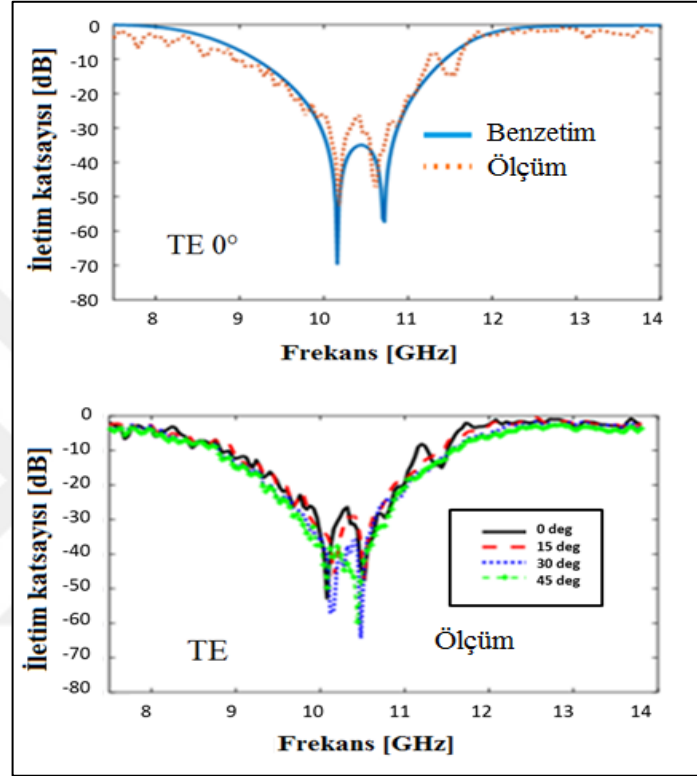 0
-10
-20
-30
-40
-50
-60
-70
-80
İletim katsayısı [dB]
Benzetim
Ölçüm
TE 0°
8 9 10 11 12 13 14
Frekans [GHz]
0
-10
-20
-30
-40
-50
-60
-70
-80
İletim katsayısı [dB]
0 deg
15 deg
30 deg
45 deg
TE
Ölçüm
8 9 10 11 12 13 14
Frekans [GHz]